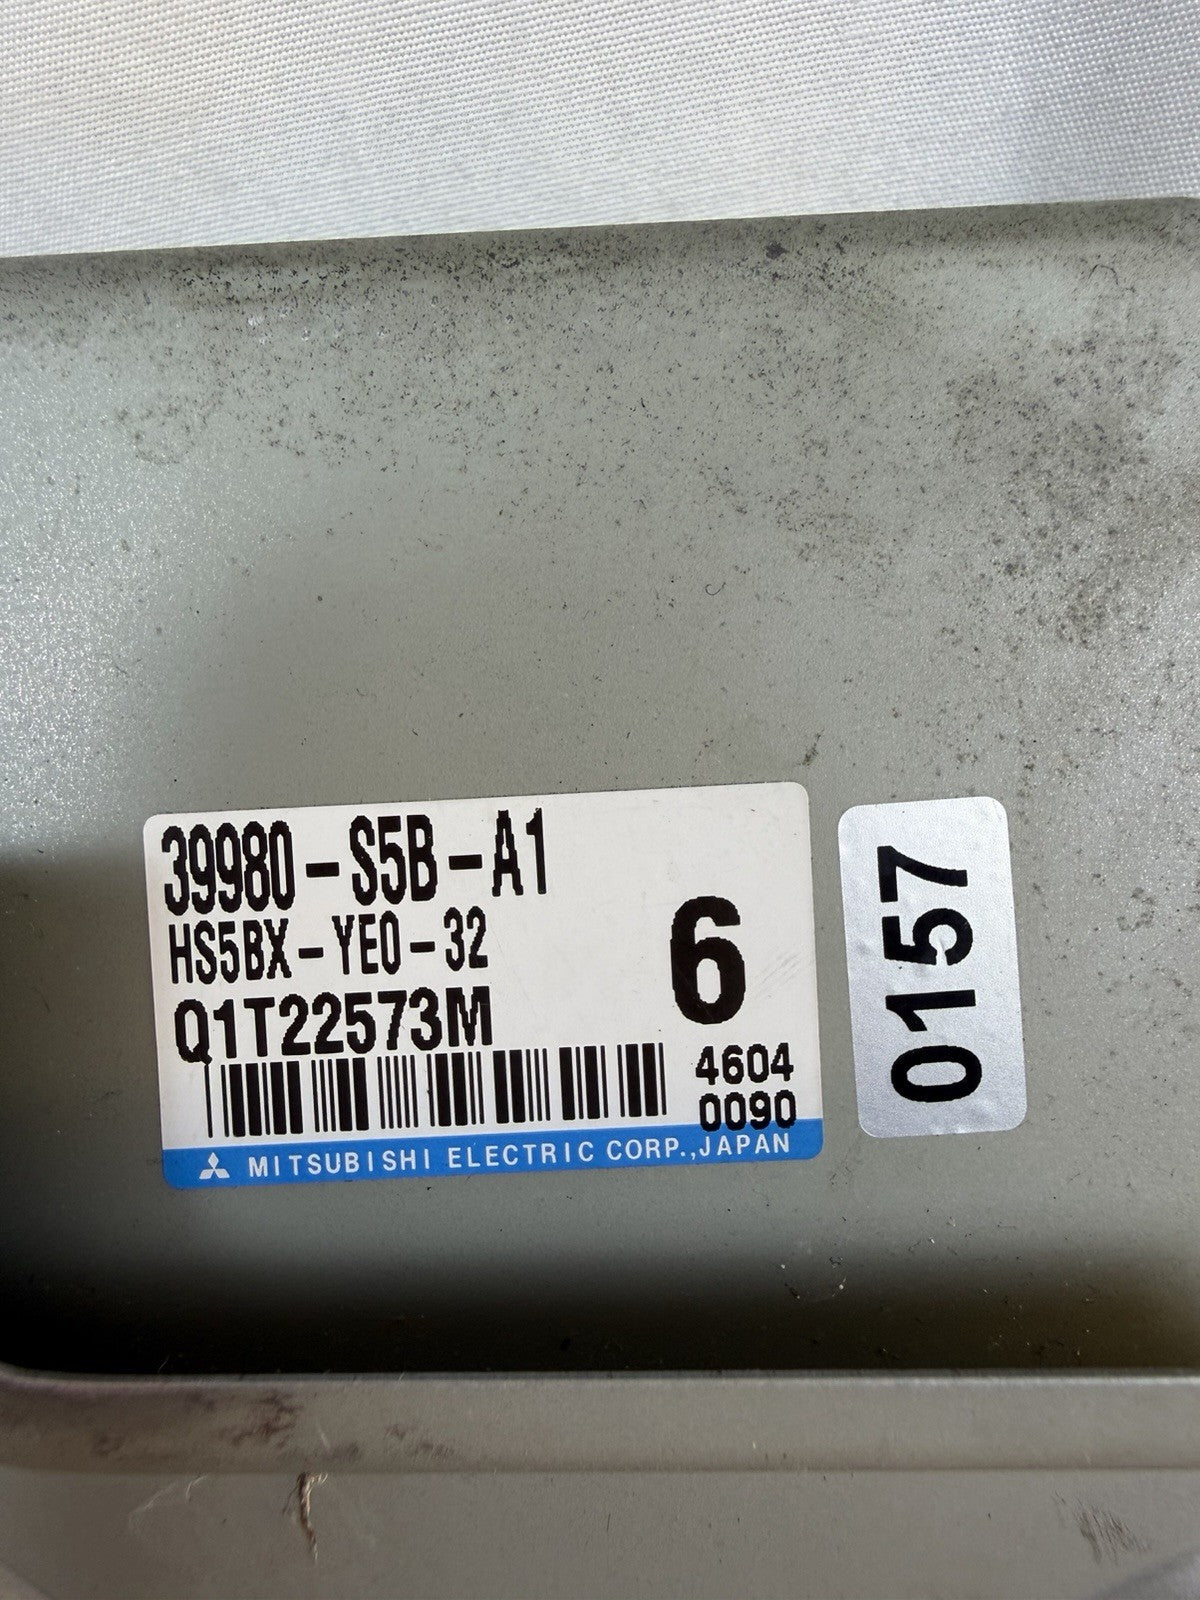 39980-S5B-A1
HS5BX-YE0-32
Q1T22573M
6
4604
0090
MITSUBISHI ELECTRIC CORP.,JAPAN
0157